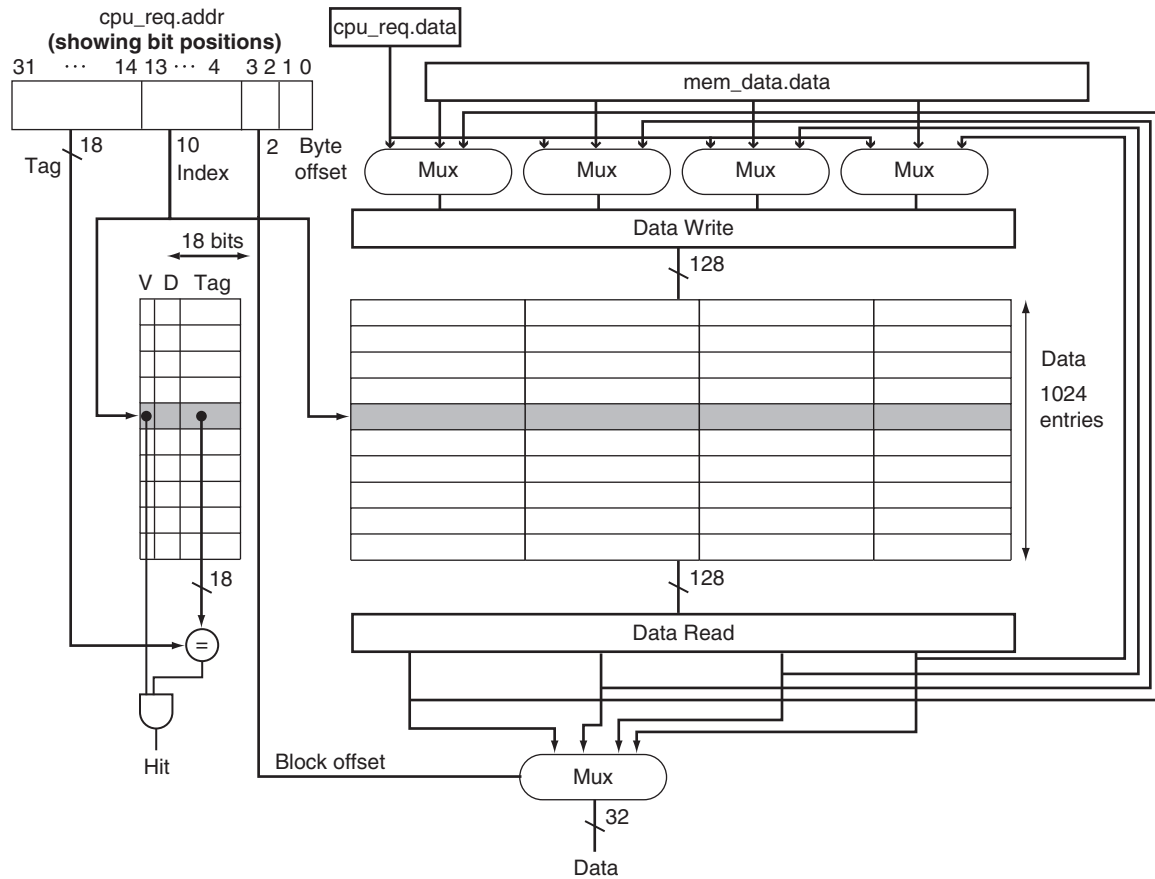 cpu_req.addr
(showing bit positions)
31 ··· 14 13 ··· 4 3 2 1 0
cpu_req.data
mem_data.data
18
10
2
Byte
offset
Tag
Index
Mux
Mux
Mux
Mux
Data Write
18 bits
128
V D Tag
Data
1024
entries
18
128
=
Data Read
Hit
Block offset
Mux
32
Data